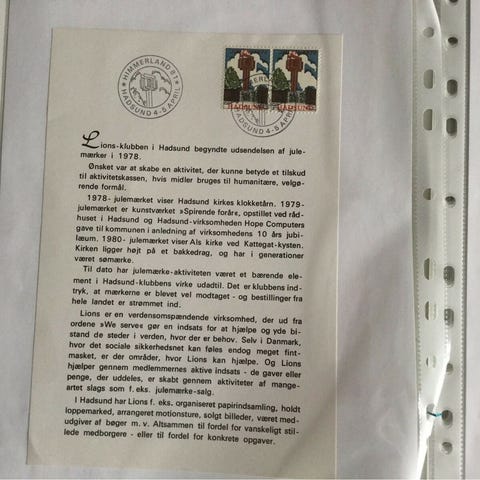 HIMMERLAND 81
HADSUND 4-5 APRIL
HADSUND HADSUND
HADSUND 4-5 APRIL
Lions-klubben i Hadsund begyndte udsendelsen af jule-
mærker i 1978.
Ønsket var at skabe en aktivitet, der kunne betyde et tilskud
til aktivitetskassen, hvis midler bruges til humanitære, velgø-
rende formål.
1978- julemærket viser Hadsund kirkes klokketårn. 1979-
julemærket er kunstværket »Spirende forår«, opstillet ved råd-
huset i Hadsund og Hadsund-virksomheden Hope Computers
gave til kommunen i anledning af virksomhedens 10 års jubi-
læum. 1980- julemærket viser Als kirke ved Kattegat-kysten.
Kirken ligger højt på et bakkedrag, og har i generationer
været sømærke.
Til dato har julemærke-aktiviteten været et bærende ele-
ment i Hadsund-klubbens virke udadtil. Det er klubbens ind-
tryk, at mærkerne er blevet vel modtaget - og bestillinger fra
hele landet er strømmet ind.
Lions er en verdensomspændende virksomhed, der ud fra
ordene »We serve« gør en indsats for at hjælpe og yde bi-
stand de steder i verden, hvor der er behov. Selv i Danmark,
hvor det sociale sikkerhedsnet kan føles endog meget fint-
masket, er der områder, hvor Lions kan hjælpe. Og Lions
hjælper gennem medlemmernes aktive indsats - de gaver eller
penge, der uddeles, er skabt gennem aktiviteter af mange-
artet slags som f. eks. julemærke-salg.
I Hadsund har Lions f. eks. organiseret papirindsamling, holdt
loppemarked, arrangeret motionsture, solgt billeder, været med-
udgiver af bøger m. v. Altsammen til fordel for vanskeligt stil-
lede medborgere - eller til fordel for konkrete opgaver.